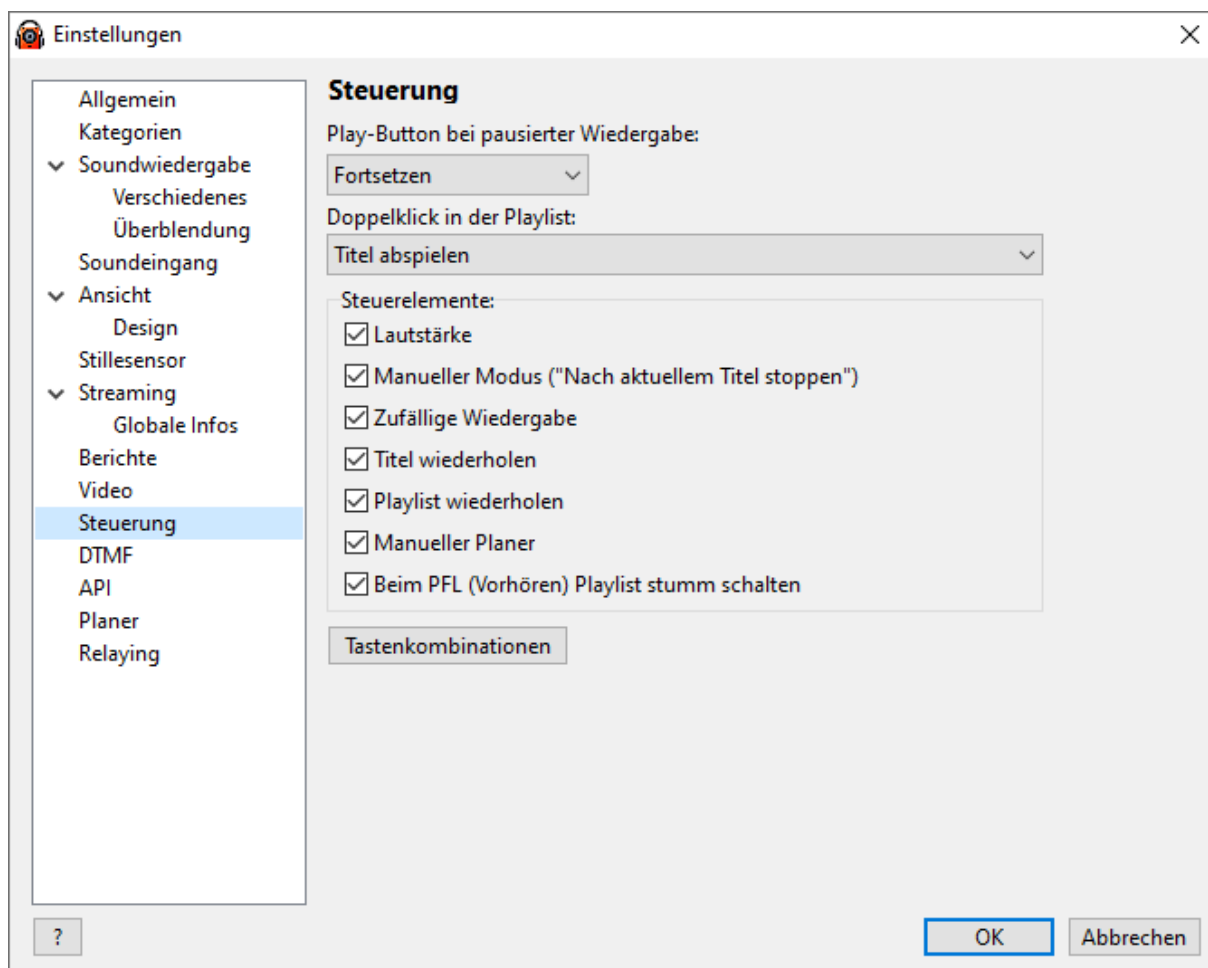 Einstellungen
Allgemein
Kategorien
Soundwiedergabe
Verschiedenes
Überblendung
Soundeingang
Ansicht
Design
Stillesensor
Streaming
Globale Infos
Berichte
Video
Steuerung
DTMF
API
Planer
Relaying
Steuerung
Play-Button bei pausierter Wiedergabe:
Fortsetzen
Doppelklick in der Playlist:
Titel abspielen
Steuerelemente:
Lautstärke
Manueller Modus ("Nach aktuellem Titel stoppen")
Zufällige Wiedergabe
Titel wiederholen
Playlist wiederholen
Manueller Planer
Beim PFL (Vorhören) Playlist stumm schalten
Tastenkombinationen
?
OK
Abbrechen